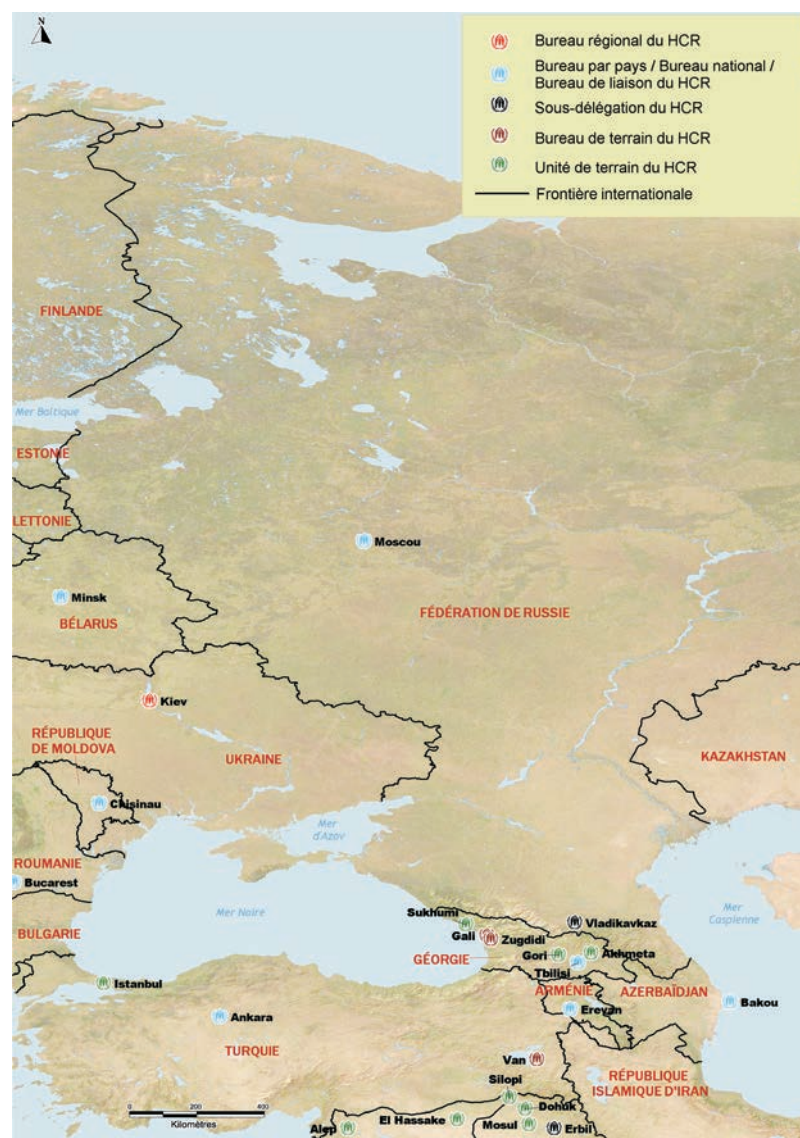 N
Bureau régional du HCR
Bureau par pays / Bureau national /
Bureau de liaison du HCR
Sous-délégation du HCR
Bureau de terrain du HCR
Unité de terrain du HCR
Frontière internationale
FINLANDE
Mer Baltique
ESTONIE
LETTONIE
Moscou
Minsk
BÉLARUS
FÉDÉRATION DE RUSSIE
Kiev
RÉPUBLIQUE
DE MOLDOVA
UKRAINE
KAZAKHSTAN
Chisinau
Mer
d'Azov
ROUMANIE
Bucarest
Mer Noire
Mer
Caspienne
BULGARIE
Sukhumi
Vladikavkaz
Gali
Zugdidi
GÉORGIE
Gori
Akhmeta
Tbilisi
Istanbul
ARMÉNIE
AZERBAÏDJAN
Bakou
Erevan
Ankara
TURQUIE
Van
RÉPUBLIQUE
ISLAMIQUE D'IRAN
Silopi
Dohuk
El Hassake
Mosul
Erbil
Alep
0 200 400
Kilomètres